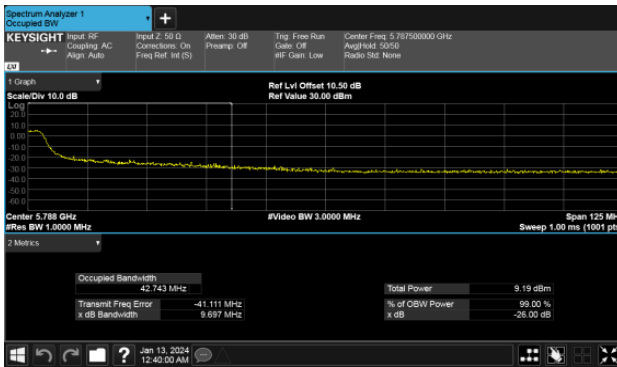 Spectrum Analyzer 1
Occupied BW
+
KEYSIGHT
Input: RF
Coupling: AC
Align: Auto
Input Z: 50 Ω
Corrections: On
Freq Ref: Int (S)
Atten: 30 dB
Preamp: Off
Trig: Free Run
Gate: Off
#IF Gain: Low
Center Freq: 5.787500000 GHz
Avg|Hold: 50/50
Radio Std: None
LXI
1 Graph
Scale/Div 10.0 dB
Ref Lvl Offset 10.50 dB
Ref Value 30.00 dBm
Log
20.0
10.0
0.00
-10.0
-20.0
-30.0
-40.0
-50.0
-60.0
Center 5.788 GHz
#Res BW 1.0000 MHz
#Video BW 3.0000 MHz
Span 125 MH
Sweep 1.00 ms (1001 pts
2 Metrics
Occupied Bandwidth
42.743 MHz
Transmit Freq Error -41.111 MHz
x dB Bandwidth 9.697 MHz
Total Power 9.19 dBm
% of OBW Power 99.00 %
x dB -26.00 dB
?
Jan 13, 2024
12:40:00 AM